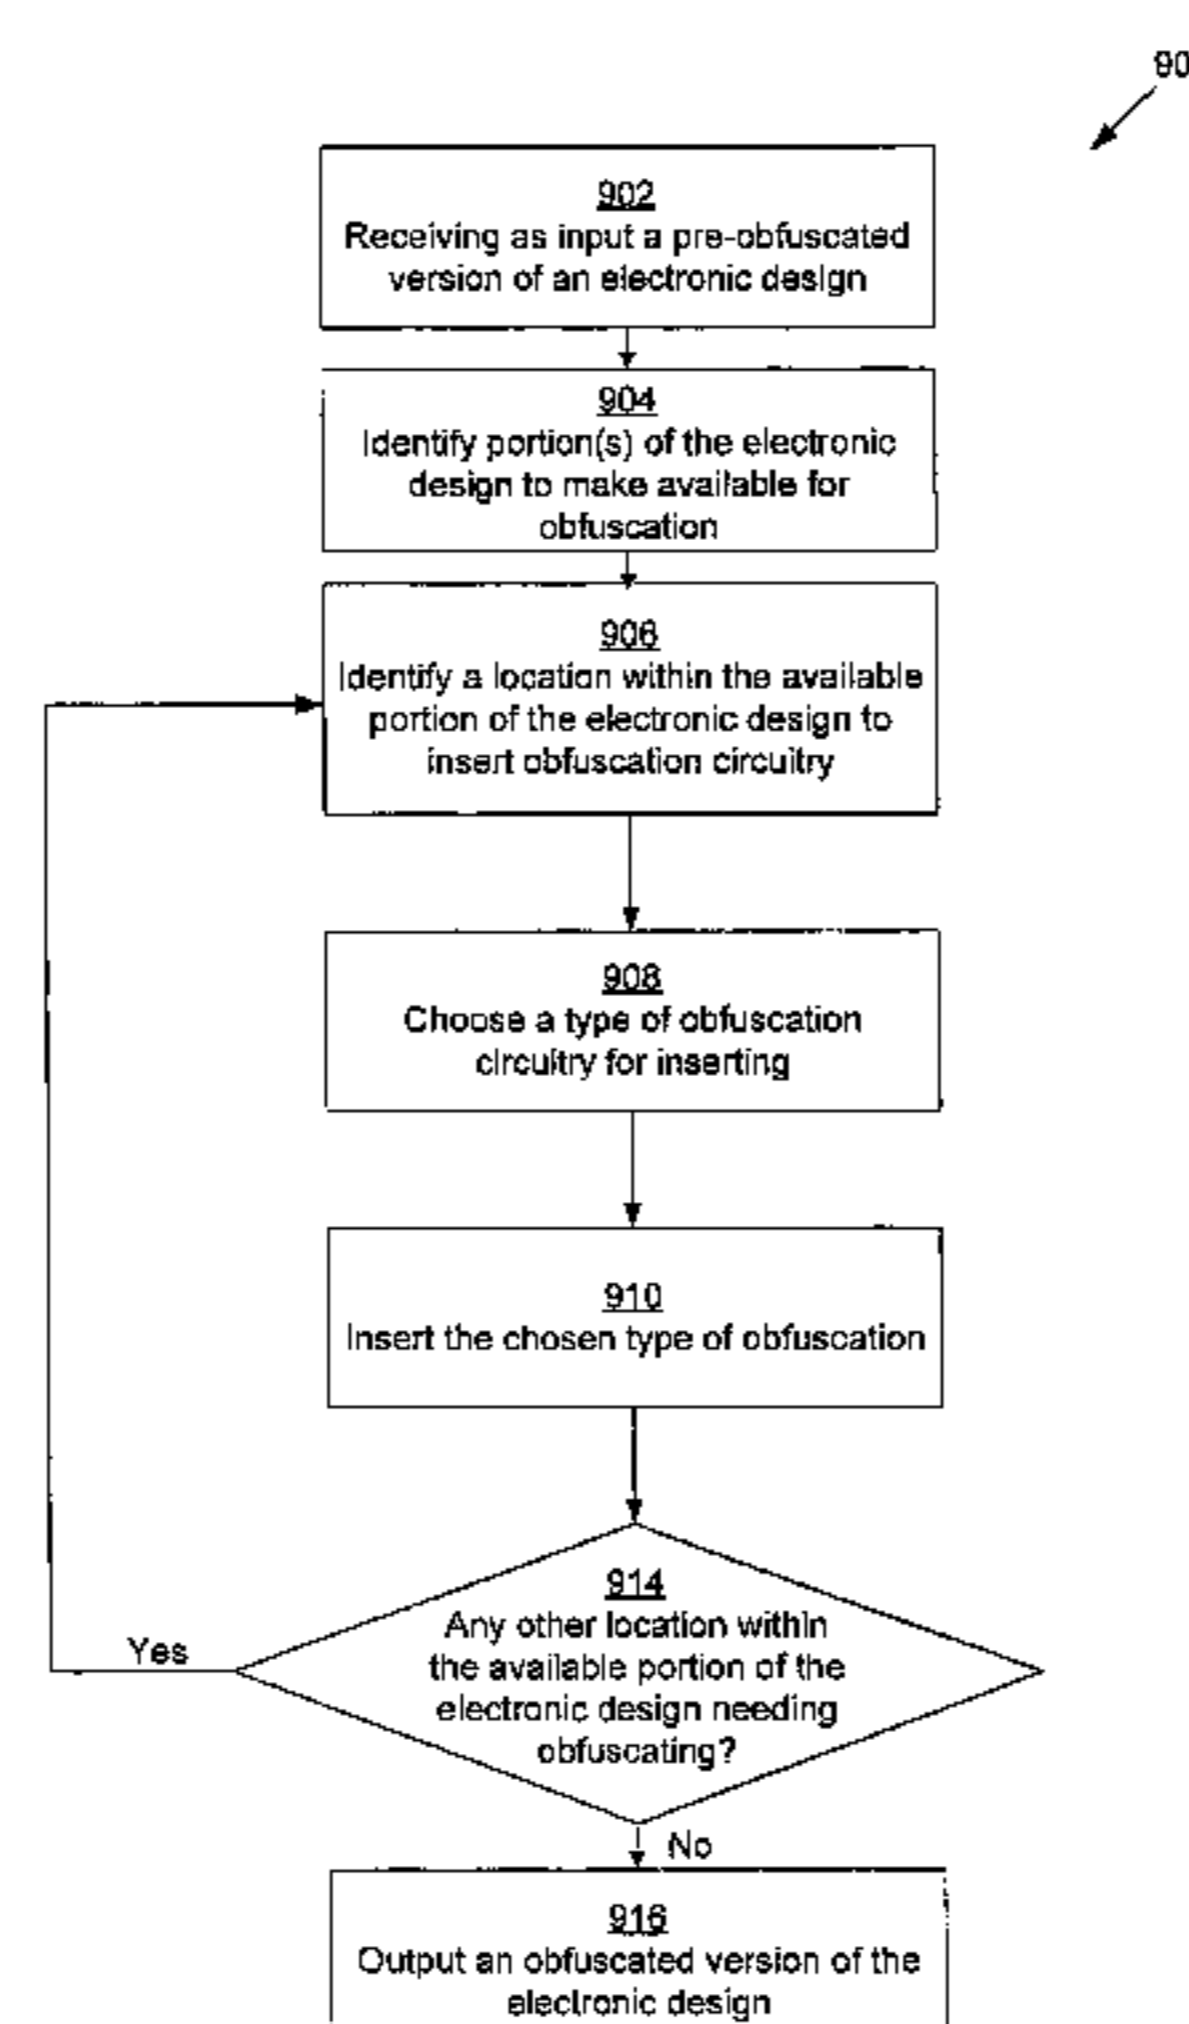 90
902
Receiving as input a pre-obfuscated
version of an electronic design
904
Identify portion(s) of the electronic
design to make available for
obfuscation
906
Identify a location within the available
portion of the electronic design to
insert obfuscation circuitry
908
Choose a type of obfuscation
circuitry for inserting
910
Insert the chosen type of obfuscation
914
Any other location within
the available portion of the
electronic design needing
obfuscating?
Yes
No
916
Output an obfuscated version of the
electronic design